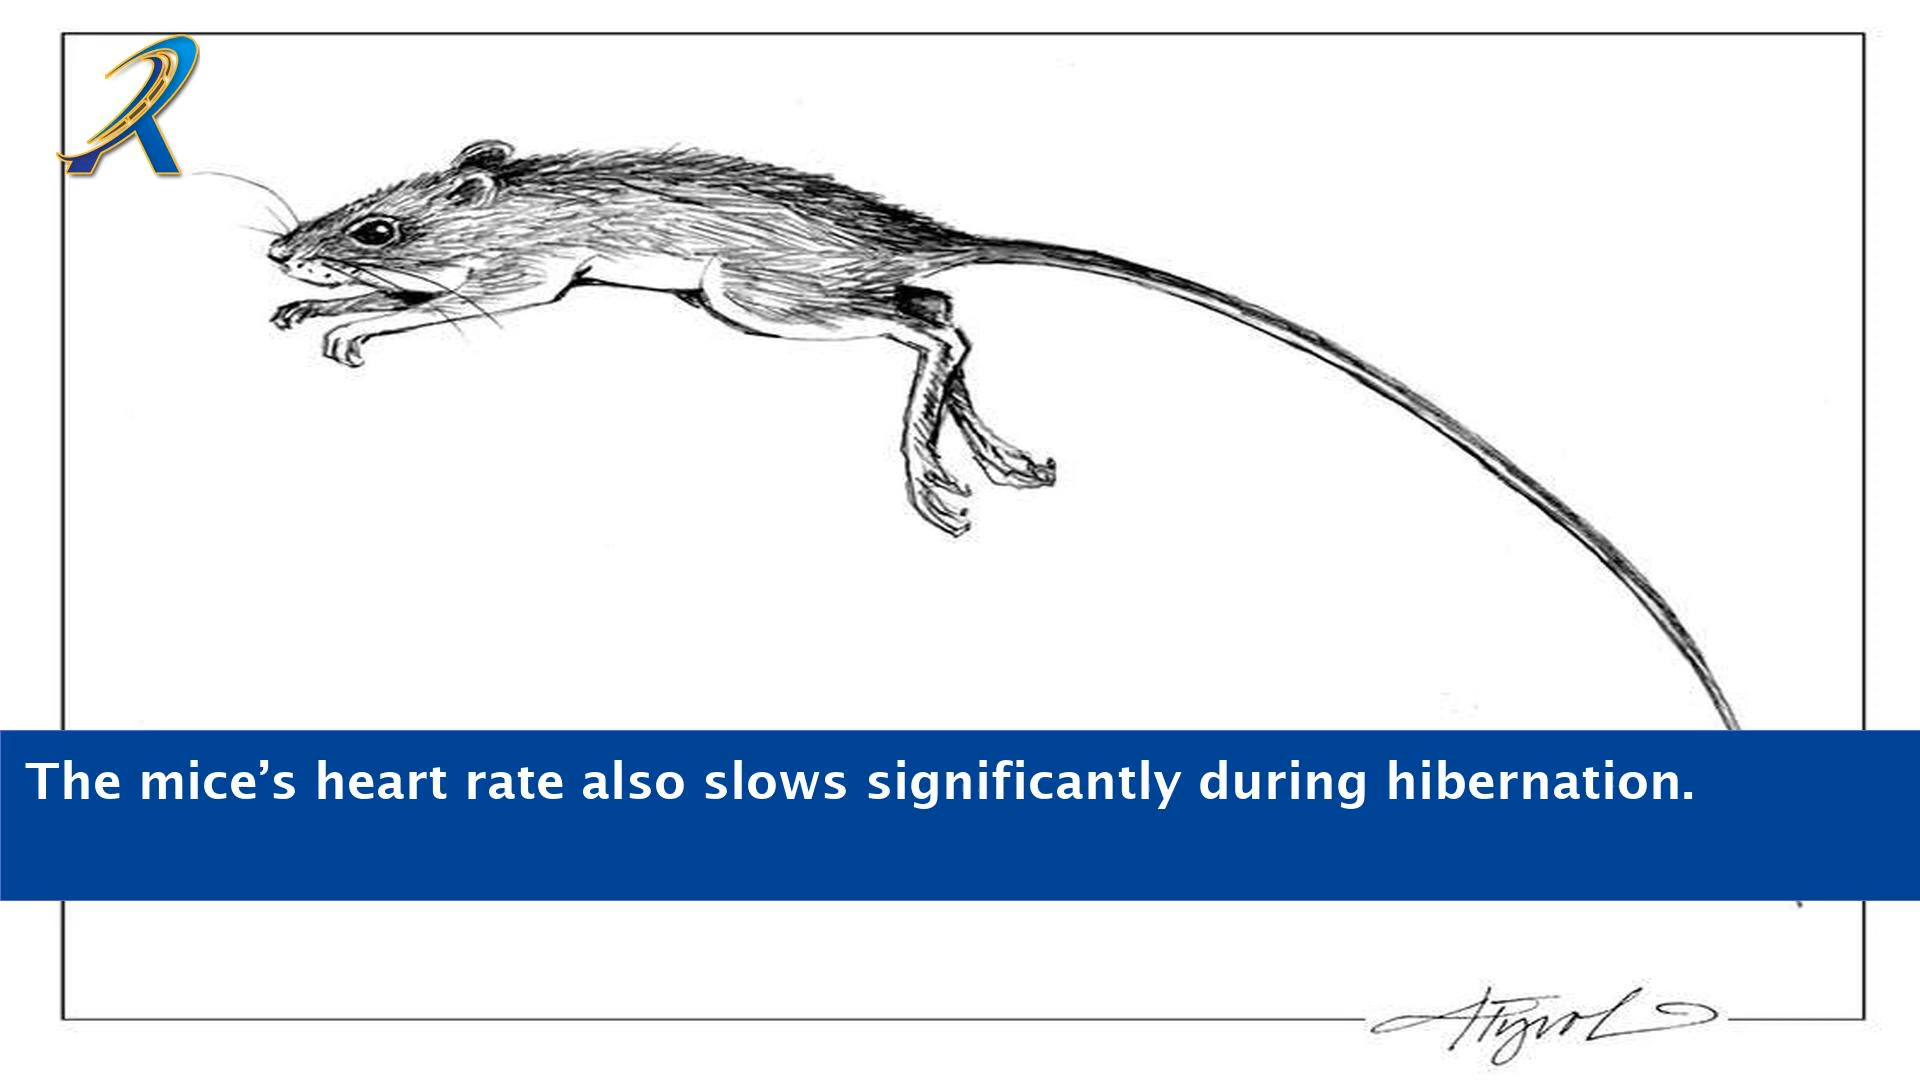 The mice’s heart rate also slows significantly during hibernation.